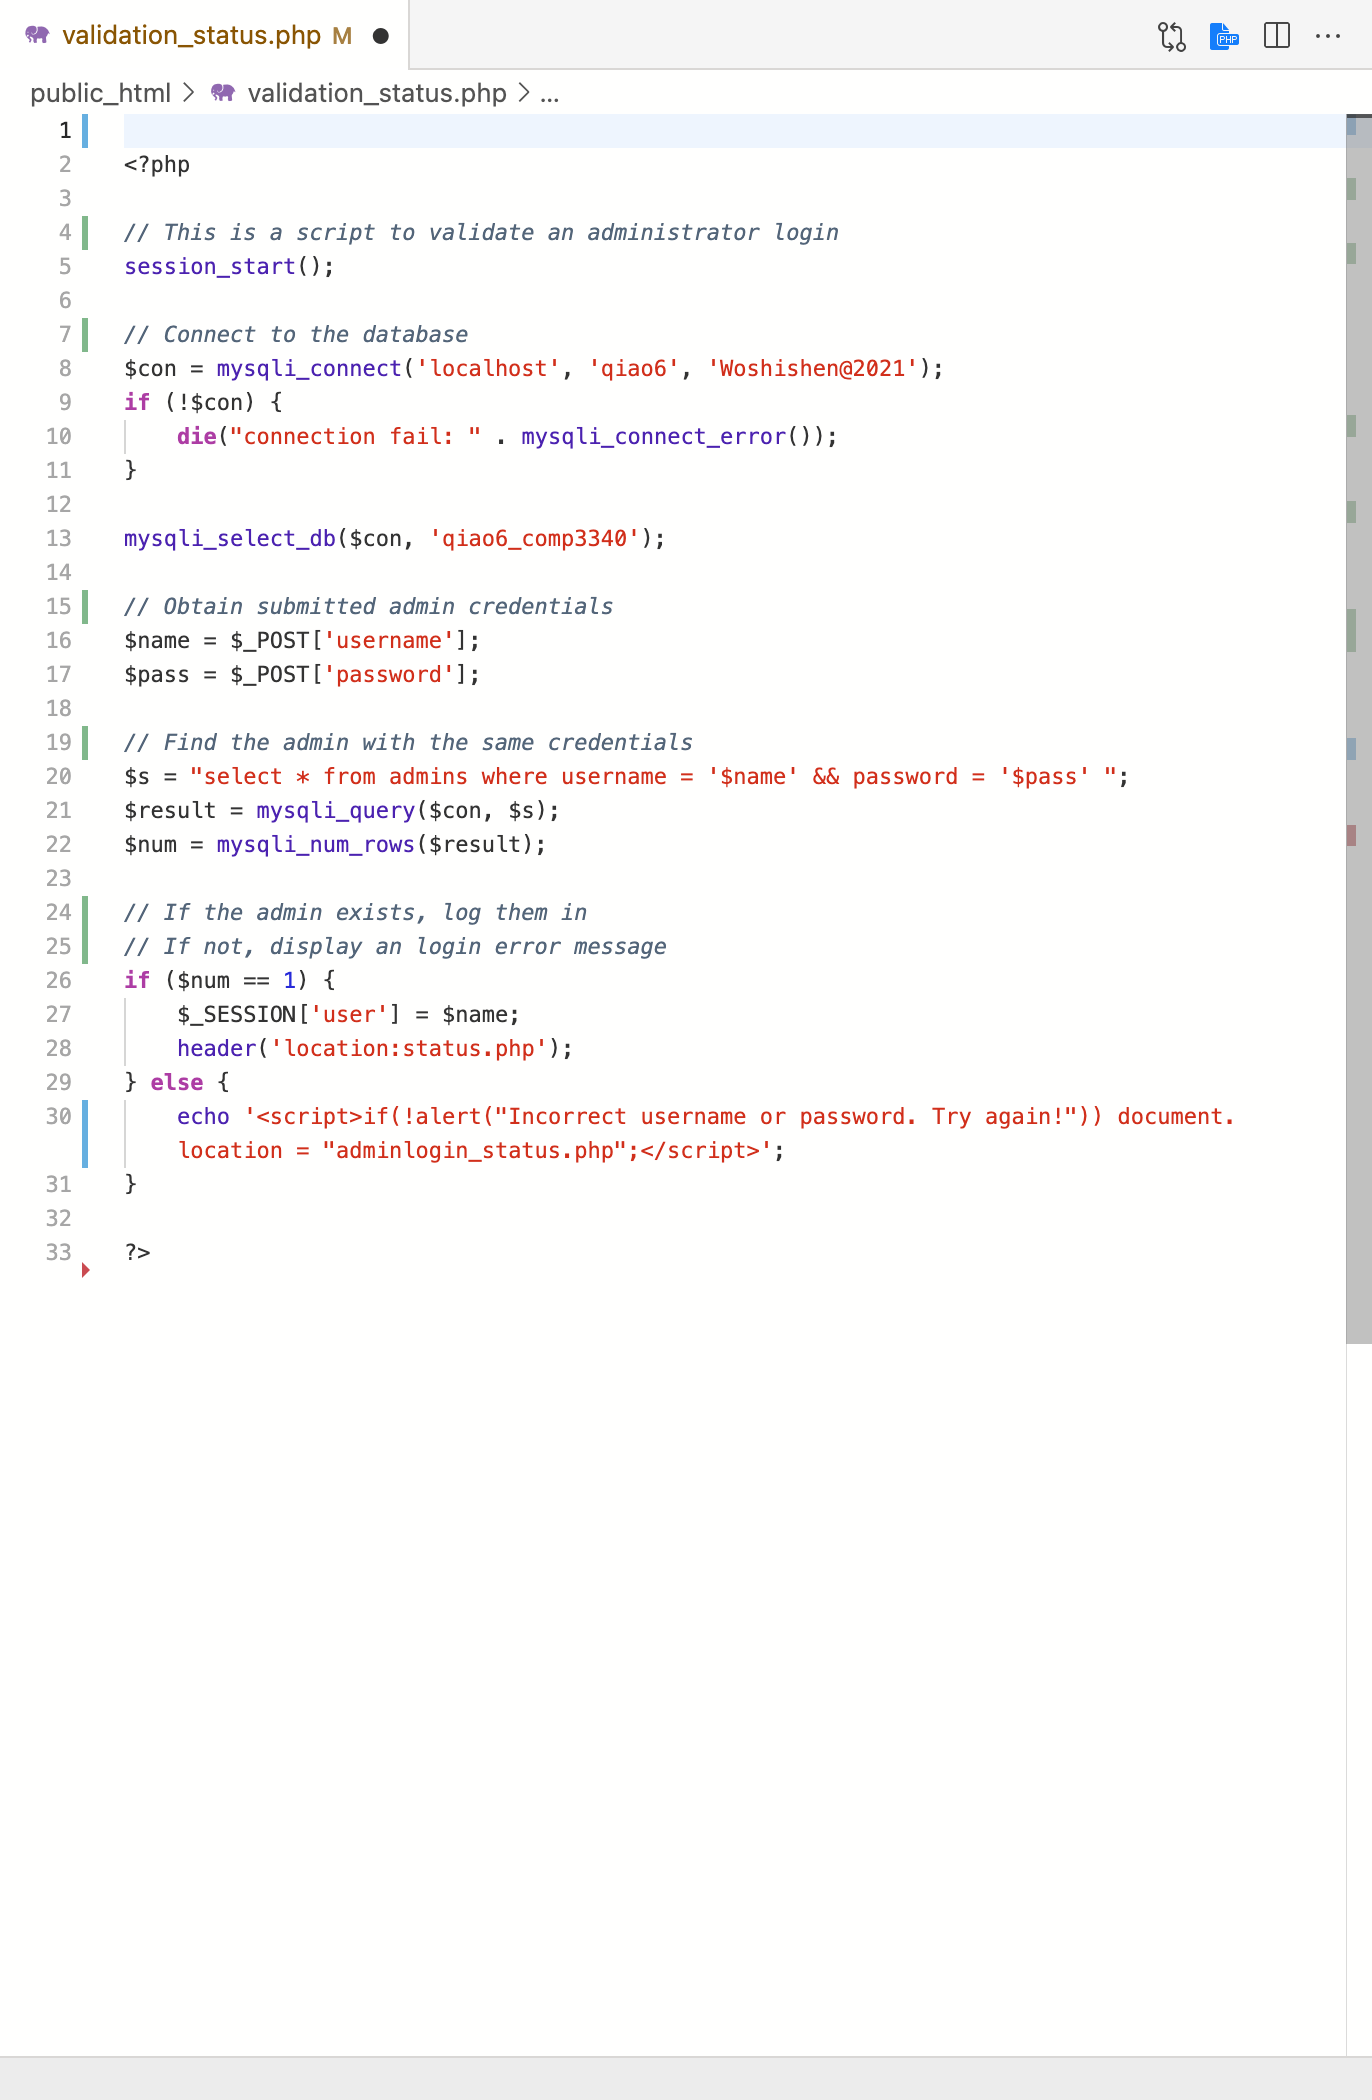 validation_status.php M
PHP
public_html > validation_status.php > ...
1
2 <?php
3
4 // This is a script to validate an administrator login
5 session_start();
6
7 // Connect to the database
8 $con = mysqli_connect('localhost', 'qiao6', 'Woshishen@2021');
9 if (!$con) {
10     die("connection fail: " . mysqli_connect_error());
11 }
12
13 mysqli_select_db($con, 'qiao6_comp3340');
14
15 // Obtain submitted admin credentials
16 $name = $_POST['username'];
17 $pass = $_POST['password'];
18
19 // Find the admin with the same credentials
20 $s = "select * from admins where username = '$name' && password = '$pass' ";
21 $result = mysqli_query($con, $s);
22 $num = mysqli_num_rows($result);
23
24 // If the admin exists, log them in
25 // If not, display an login error message
26 if ($num == 1) {
27     $_SESSION['user'] = $name;
28     header('location:status.php');
29 } else {
30     echo '<script>if(!alert("Incorrect username or password. Try again!")) document.
location = "adminlogin_status.php";</script>';
31 }
32
33 ?>